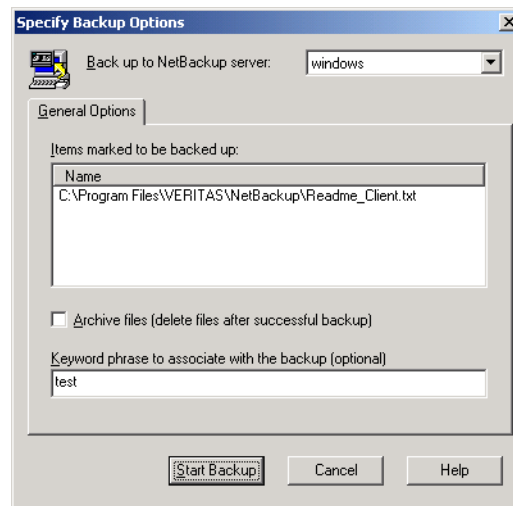 Specify Backup Options
Back up to NetBackup server:
windows
General Options
Items marked to be backed up:
Name
C:\Program Files\VERITAS\NetBackup\Readme_Client.txt
Archive files (delete files after successful backup)
Keyword phrase to associate with the backup (optional)
test
Start Backup
Cancel
Help